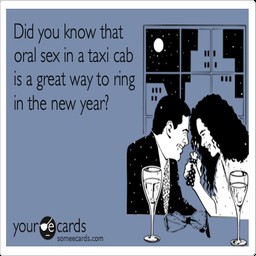 Did you know that
oral sex in a taxi cab
is a great way to ring
in the new year?
your e cards
someecards.com